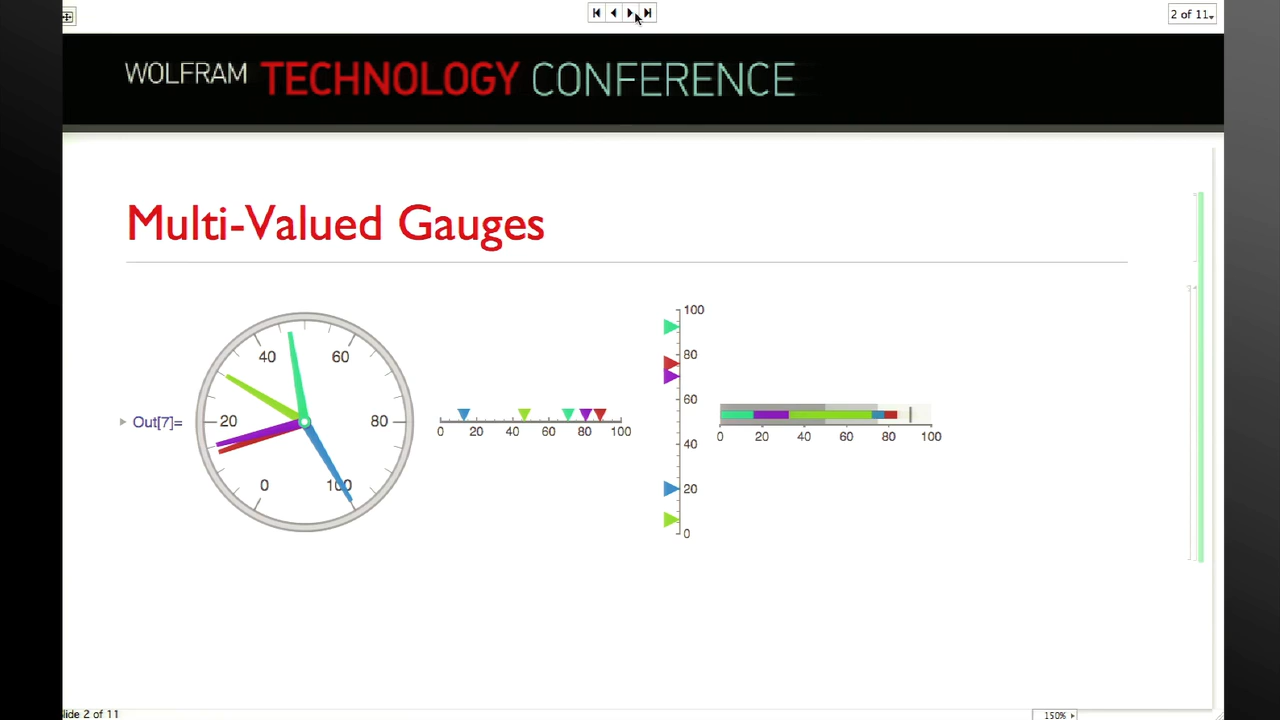 2 of 11
WOLFRAM TECHNOLOGY CONFERENCE
Multi-Valued Gauges
Out[7]=
40 60
20 80
0 100
0 20 40 60 80 100
100
80
60
40
20
0
0 20 40 60 80 100
lide 2 of 11
150%